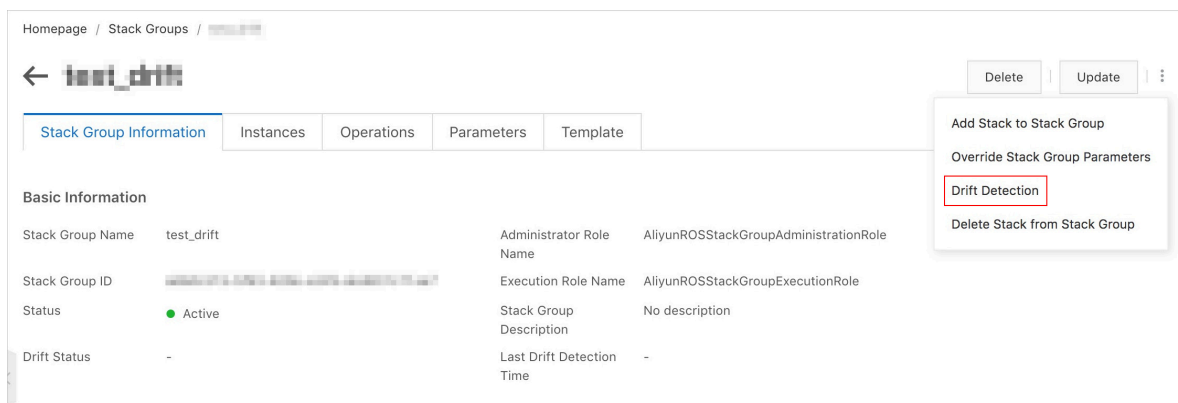 Homepage / Stack Groups /
test_drift
Delete
Update
Add Stack to Stack Group
Override Stack Group Parameters
Drift Detection
Delete Stack from Stack Group
Stack Group Information
Instances
Operations
Parameters
Template
Basic Information
Stack Group Name
test_drift
Administrator Role
Name
AliyunROSStackGroupAdministrationRole
Stack Group ID
Execution Role Name
AliyunROSStackGroupExecutionRole
Status
Active
Stack Group
Description
No description
Drift Status
-
Last Drift Detection
Time
-